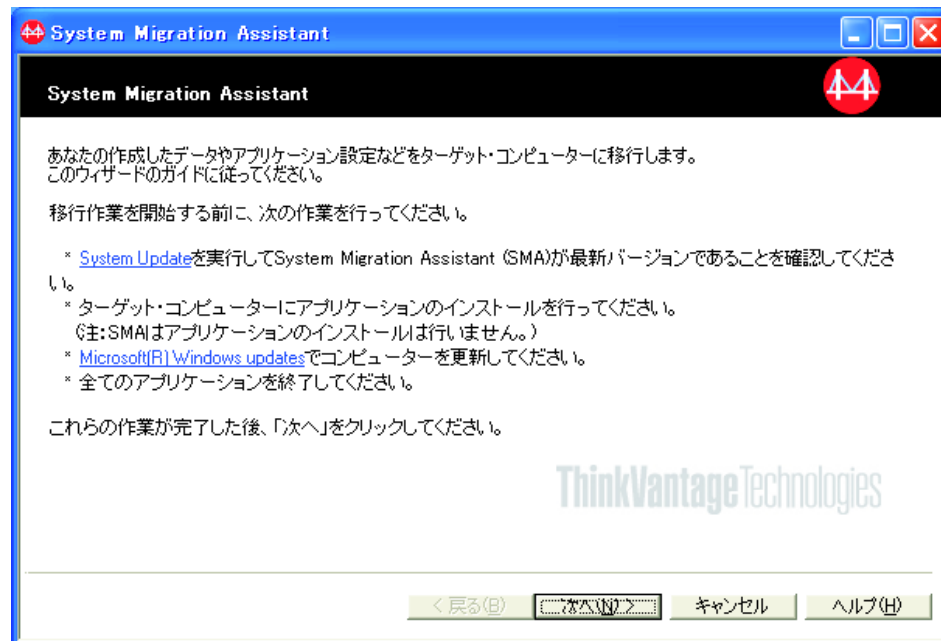 System Migration Assistant
System Migration Assistant
あなたの作成したデータやアプリケーション設定などをターゲット・コンピューターに移行します。
このウィザードのガイドに従ってください。
移行作業を開始する前に、次の作業を行ってください。
* System Updateを実行してSystem Migration Assistant (SMA)が最新バージョンであることを確認してくださ
い。
* ターゲット・コンピューターにアプリケーションのインストールを行ってください。
(注:SMAはアプリケーションのインストールは行いません。)
* Microsoft(R) Windows updatesでコンピューターを更新してください。
* 全てのアプリケーションを終了してください。
これらの作業が完了した後、「次へ」をクリックしてください。
ThinkVantage Technologies
< 戻る(B) 次へ(N) > キャンセル ヘルプ(H)